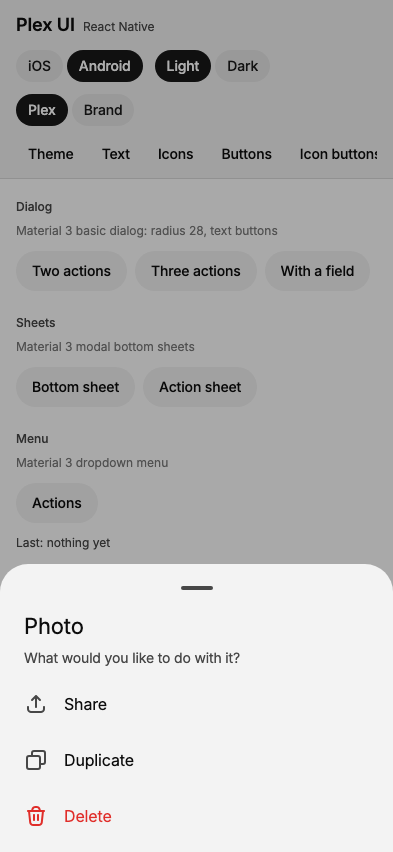 Plex UI React Native
iOS Android Light Dark
Plex Brand
Theme Text Icons Buttons Icon buttons
Dialog
Material 3 basic dialog: radius 28, text buttons
Two actions Three actions With a field
Sheets
Material 3 modal bottom sheets
Bottom sheet Action sheet
Menu
Material 3 dropdown menu
Actions
Last: nothing yet
Photo
What would you like to do with it?
Share
Duplicate
Delete